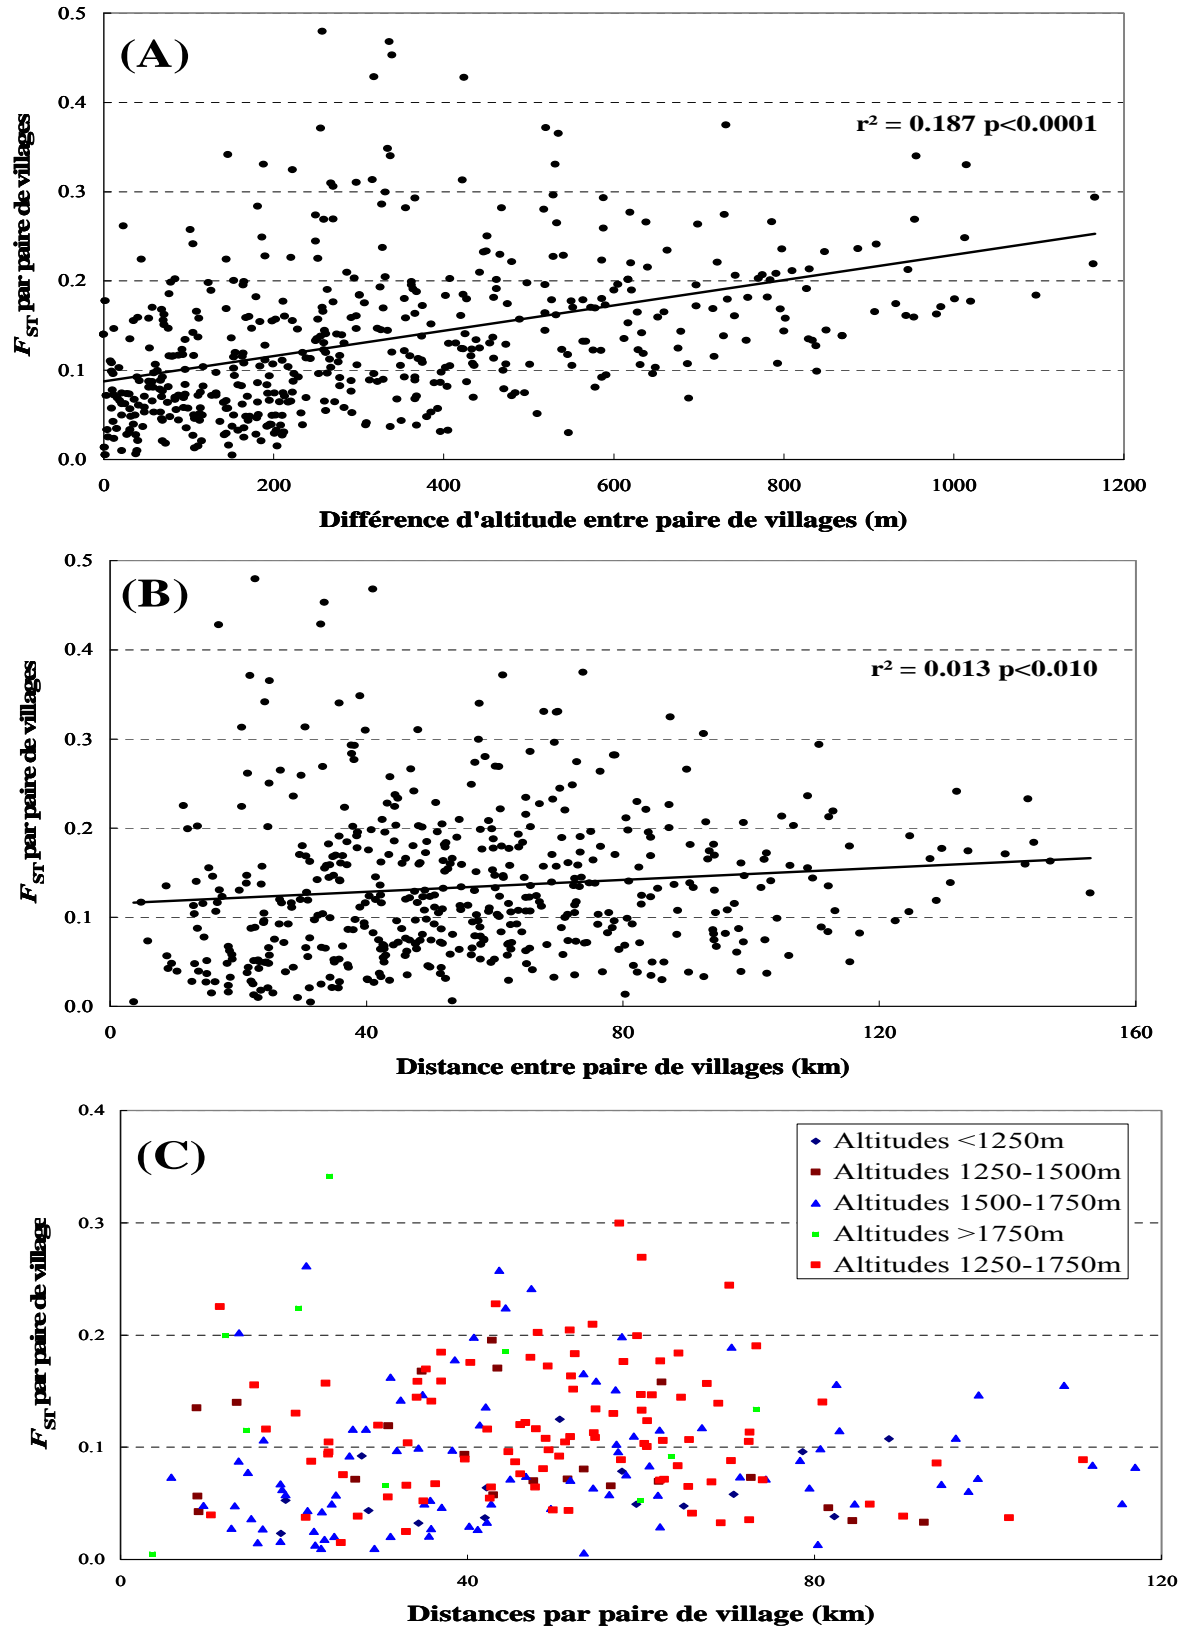 0.5
(A)
0.4
r² = 0.187 p<0.0001
0.3
0.2
0.1
0.0
F ST par paire de villages
0 200 400 600 800 1000 1200
Différence d'altitude entre paire de villages (m)
0.5
(B)
0.4
r² = 0.013 p<0.010
0.3
0.2
0.1
0.0
F ST par paire de villages
0 40 80 120 160
Distance entre paire de villages (km)
0.4
(C)
Altitudes <1250m
Altitudes 1250-1500m
Altitudes 1500-1750m
Altitudes >1750m
Altitudes 1250-1750m
0.3
0.2
0.1
0.0
F ST par paire de village
0 40 80 120
Distances par paire de village (km)